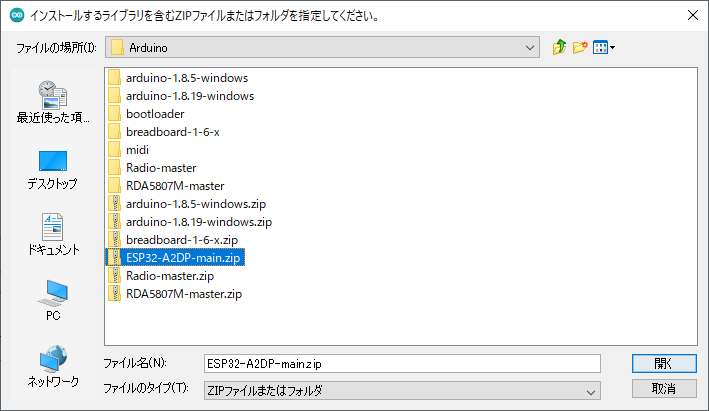 インストールするライブラリを含むZIPファイルまたはフォルダを指定してください。
ファイルの場所(I):
Arduino
最近使った項...
デスクトップ
ドキュメント
PC
ネットワーク
arduino-1.8.5-windows
arduino-1.8.19-windows
bootloader
breadboard-1-6-x
midi
Radio-master
RDA5807M-master
arduino-1.8.5-windows.zip
arduino-1.8.19-windows.zip
breadboard-1-6-x.zip
ESP32-A2DP-main.zip
Radio-master.zip
RDA5807M-master.zip
ファイル名(N):
ESP32-A2DP-main.zip
開く
ファイルのタイプ(T):
ZIPファイルまたはフォルダ
取消